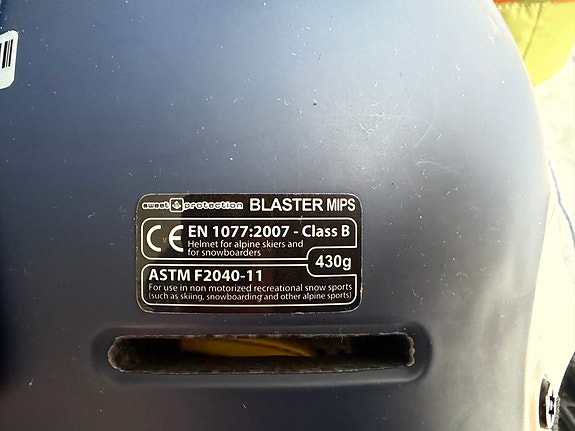 sweet protection BLASTER MIPS
CE EN 1077:2007 - Class B
Helmet for alpine skiers and
for snowboarders
430g
ASTM F2040-11
For use in non motorized recreational snow sports
(such as skiing, snowboarding and other alpine sports)